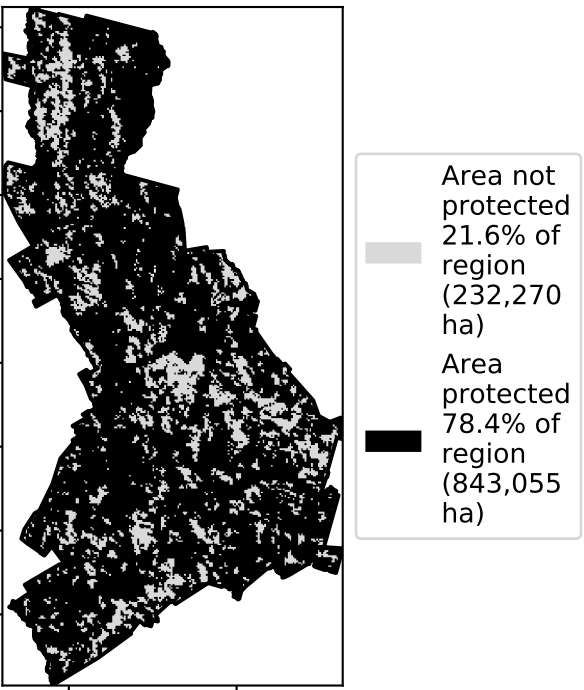 Area not
protected
21.6% of
region
(232,270
ha)
Area
protected
78.4% of
region
(843,055
ha)